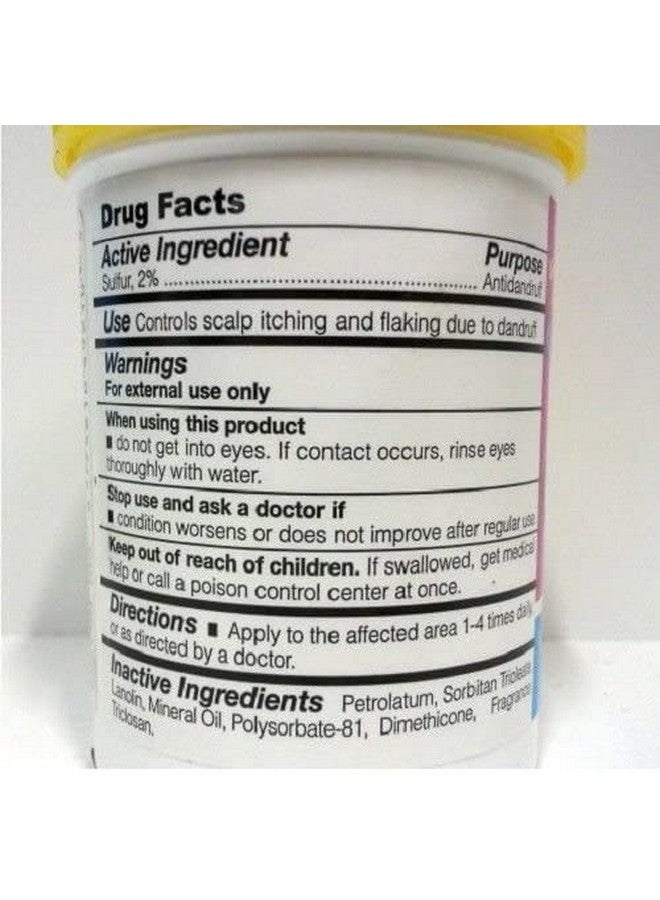 Drug Facts
Active Ingredient Purpose
Sulfur, 2% ........................................................ Antidandruff
Use Controls scalp itching and flaking due to dandruff
Warnings
For external use only
When using this product
■ do not get into eyes. If contact occurs, rinse eyes
thoroughly with water.
Stop use and ask a doctor if
■ condition worsens or does not improve after regular use
Keep out of reach of children. If swallowed, get medical
help or call a poison control center at once.
Directions ■ Apply to the affected area 1-4 times daily
or as directed by a doctor.
Inactive Ingredients Petrolatum, Sorbitan Trioleate
Lanolin, Mineral Oil, Polysorbate-81, Dimethicone, Fragrance
Triclosan,